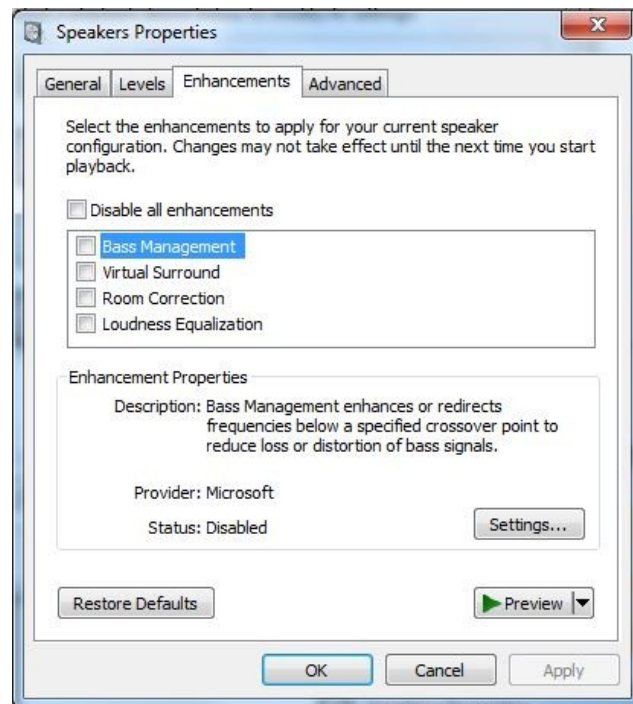 Speakers Properties
General Levels Enhancements Advanced
Select the enhancements to apply for your current speaker
configuration. Changes may not take effect until the next time you start
playback.
Disable all enhancements
Bass Management
Virtual Surround
Room Correction
Loudness Equalization
Enhancement Properties
Description: Bass Management enhances or redirects
frequencies below a specified crossover point to
reduce loss or distortion of bass signals.
Provider: Microsoft
Status: Disabled
Settings...
Restore Defaults
Preview
OK
Cancel
Apply